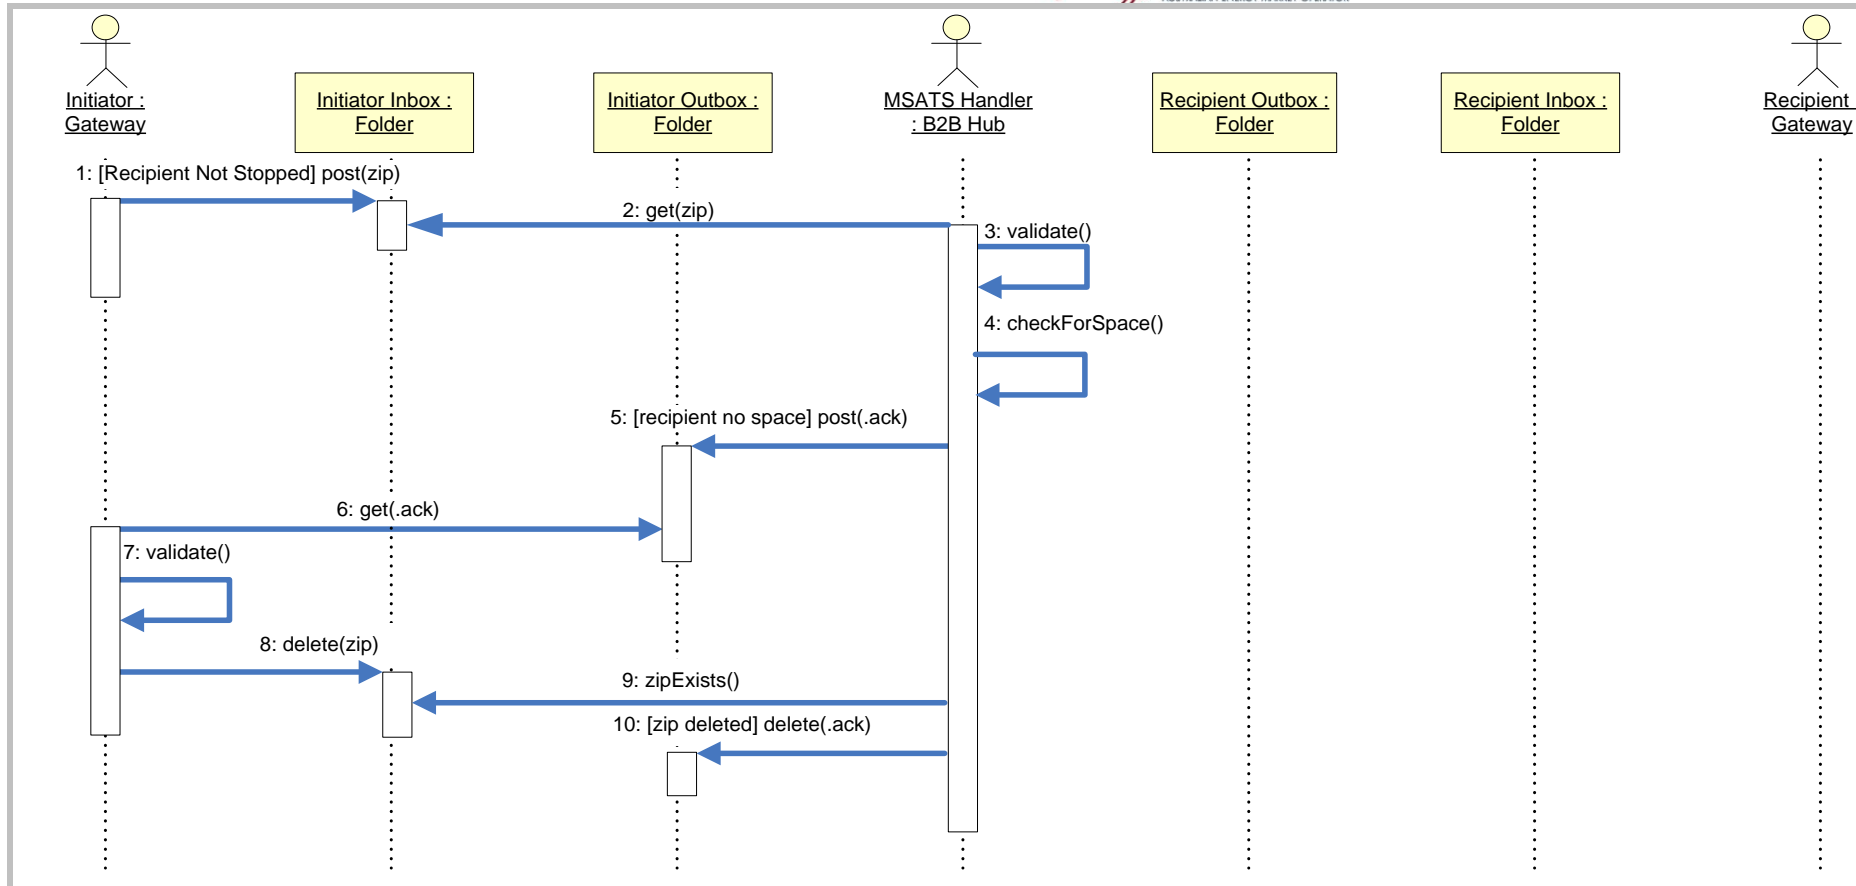 Initiator :
Gateway
Initiator Inbox :
Folder
Initiator Outbox :
Folder
MSATS Handler
: B2B Hub
Recipient Outbox :
Folder
Recipient Inbox :
Folder
Recipient
Gateway
1: [Recipient Not Stopped] post(zip)
2: get(zip)
3: validate()
4: checkForSpace()
5: [recipient no space] post(.ack)
6: get(.ack)
7: validate()
8: delete(zip)
9: zipExists()
10: [zip deleted] delete(.ack)